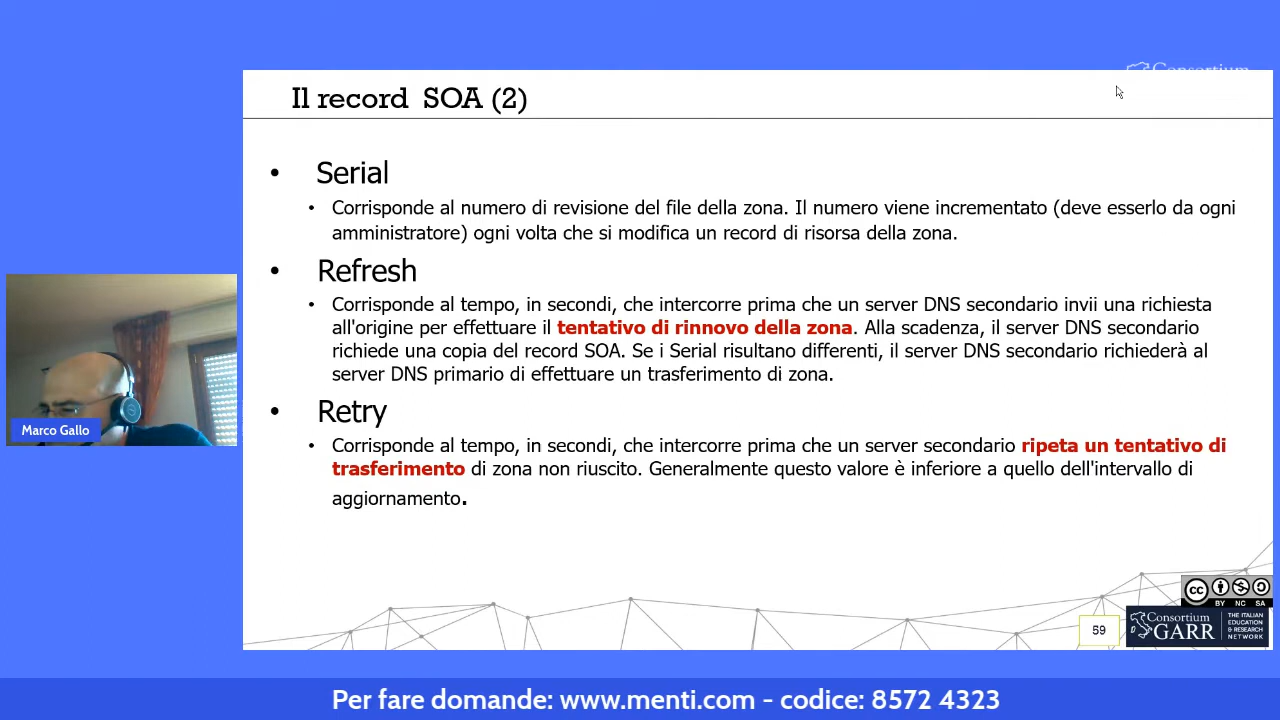 Consortium
Il record SOA (2)
• Serial
• Corrisponde al numero di revisione del file della zona. Il numero viene incrementato (deve esserlo da ogni
amministratore) ogni volta che si modifica un record di risorsa della zona.
• Refresh
• Corrisponde al tempo, in secondi, che intercorre prima che un server DNS secondario invii una richiesta
all'origine per effettuare il tentativo di rinnovo della zona. Alla scadenza, il server DNS secondario
richiede una copia del record SOA. Se i Serial risultano differenti, il server DNS secondario richiederà al
server DNS primario di effettuare un trasferimento di zona.
• Retry
• Corrisponde al tempo, in secondi, che intercorre prima che un server secondario ripeta un tentativo di
trasferimento di zona non riuscito. Generalmente questo valore è inferiore a quello dell'intervallo di
aggiornamento.
Marco Gallo
cc BY NC SA
59
Consortium
GARR
THE ITALIAN
EDUCATION
& RESEARCH
NETWORK
Per fare domande: www.menti.com - codice: 8572 4323